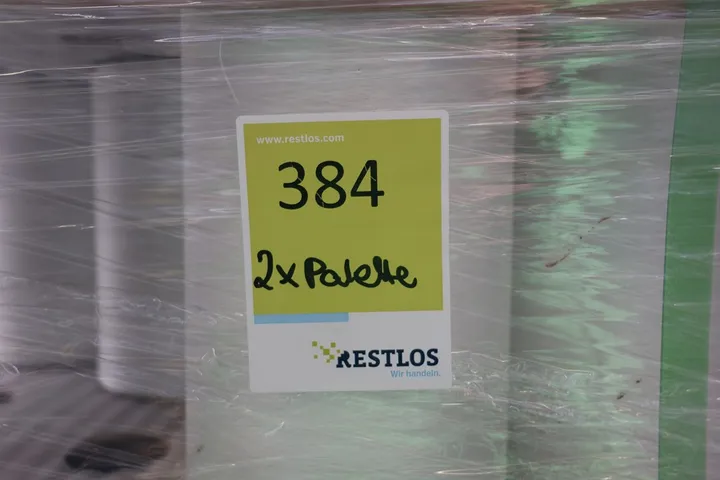 www.restlos.com
384
2x Palette
RESTLOS
Wir handeln.